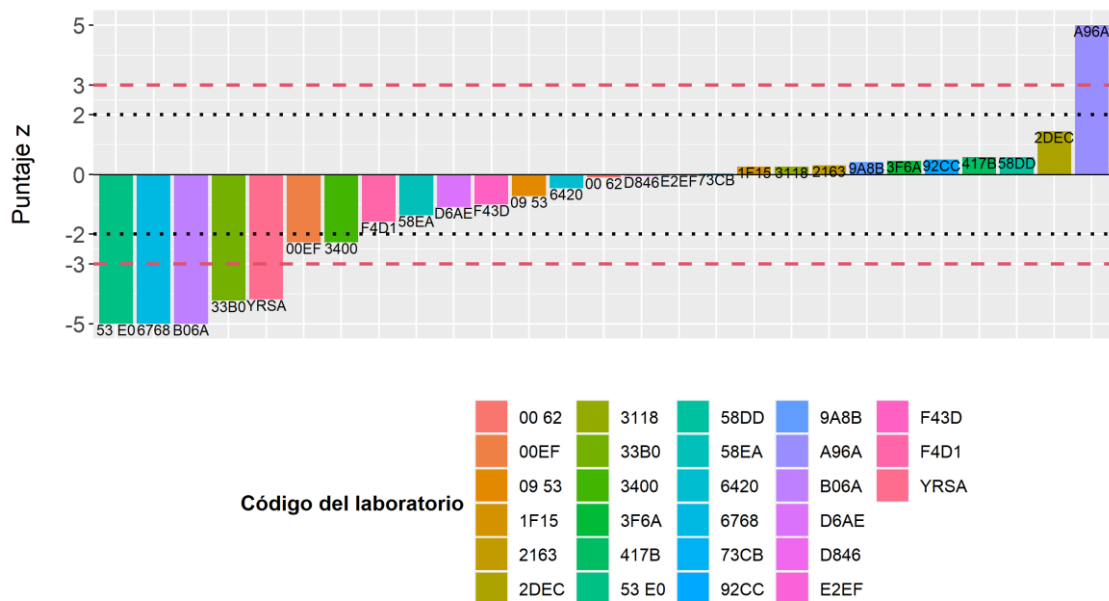 Puntaje z
5
3
2
0
-2
-3
-5
53 E0 6768 B06A 33B0 YRSA 00EF 3400 F4D1 58EA D6AE F43D 09 53 6420 00 62 D846 E2EF 73CB 1F15 3118 2163 9A8B 3F6A 92CC 417B 58DD 2DEC A96A
Código del laboratorio
00 62 3118 58DD 9A8B F43D
00EF 33B0 58EA A96A F4D1
09 53 3400 6420 B06A YRSA
1F15 3F6A 6768 D6AE
2163 417B 73CB D846
2DEC 53 E0 92CC E2EF